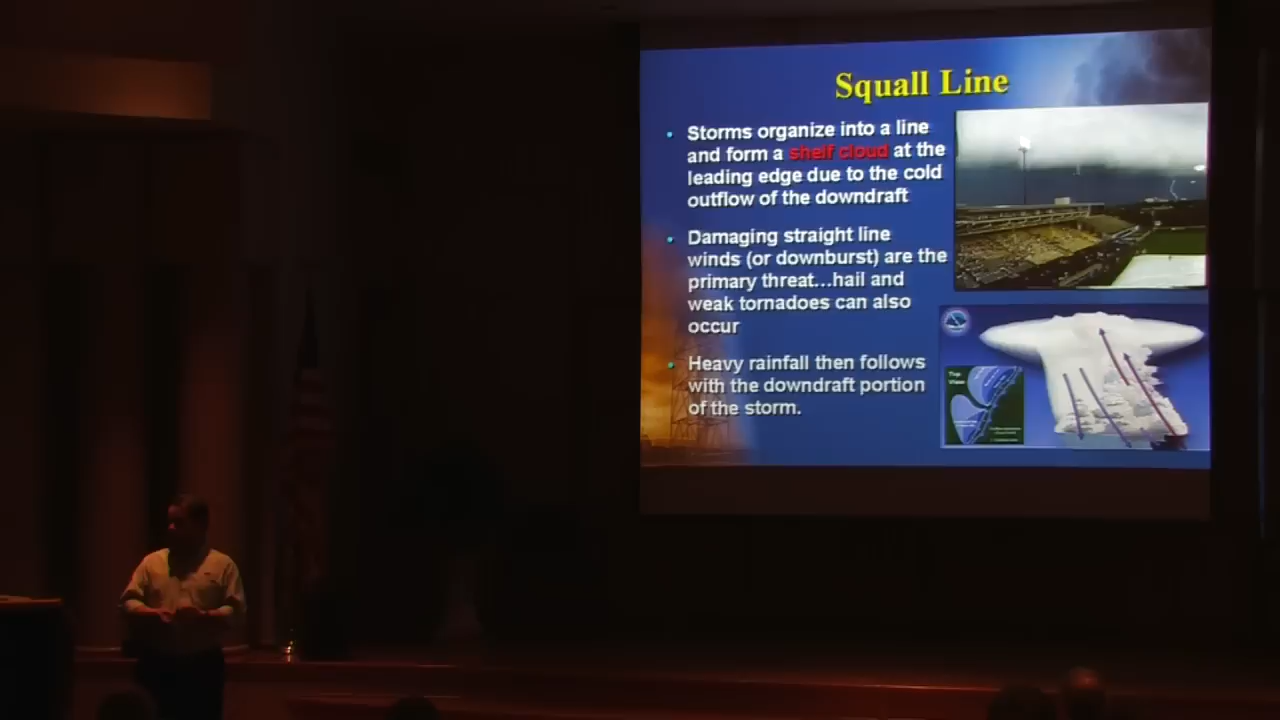 Squall Line
• Storms organize into a line
and form a shelf cloud at the
leading edge due to the cold
outflow of the downdraft
• Damaging straight line
winds (or downburst) are the
primary threat...hail and
weak tornadoes can also
occur
• Heavy rainfall then follows
with the downdraft portion
of the storm.
Top
View